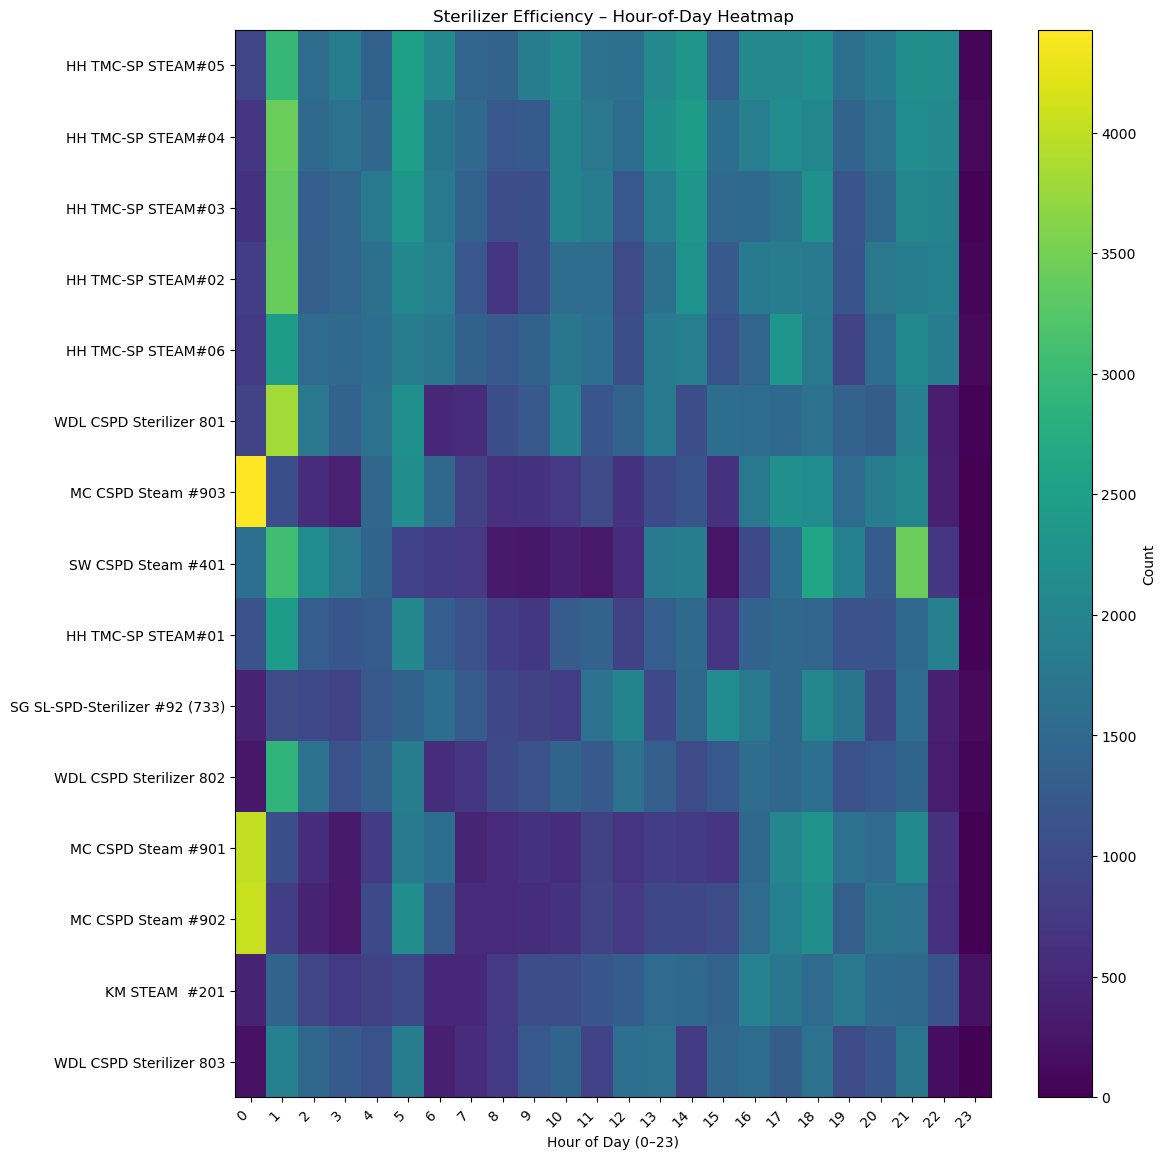 Sterilizer Efficiency – Hour-of-Day Heatmap
HH TMC-SP STEAM#05
HH TMC-SP STEAM#04
HH TMC-SP STEAM#03
HH TMC-SP STEAM#02
HH TMC-SP STEAM#06
WDL CSPD Sterilizer 801
MC CSPD Steam #903
SW CSPD Steam #401
HH TMC-SP STEAM#01
SG SL-SPD-Sterilizer #92 (733)
WDL CSPD Sterilizer 802
MC CSPD Steam #901
MC CSPD Steam #902
KM STEAM  #201
WDL CSPD Sterilizer 803
0 1 2 3 4 5 6 7 8 9 10 11 12 13 14 15 16 17 18 19 20 21 22 23
Hour of Day (0–23)
4000
3500
3000
2500
2000
1500
1000
500
0
Count